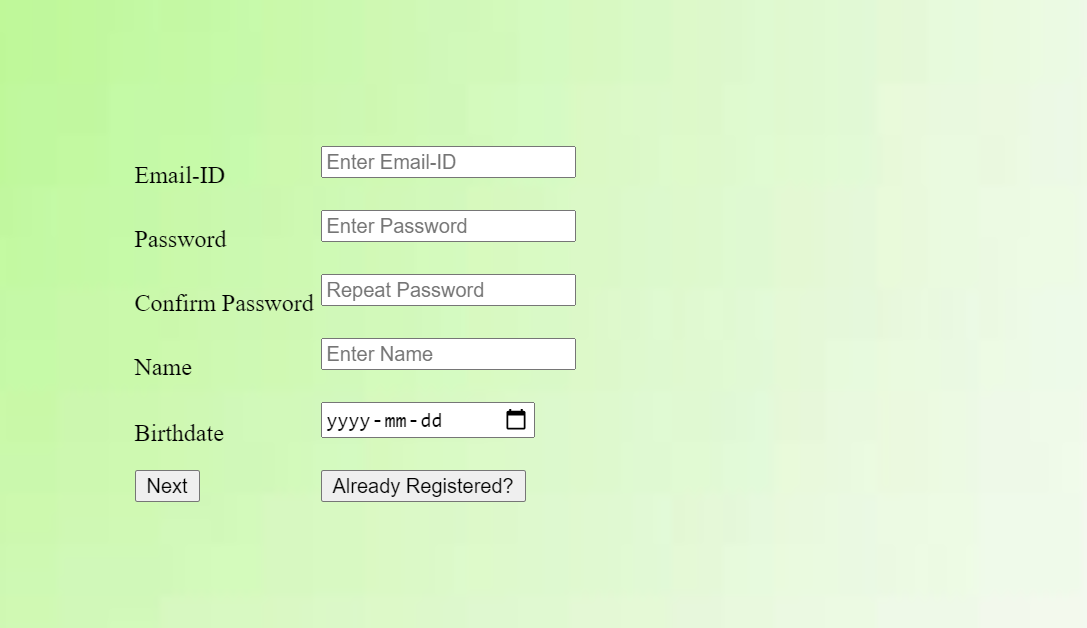 Email-ID Enter Email-ID
Password Enter Password
Confirm Password Repeat Password
Name Enter Name
Birthdate yyyy-mm-dd
Next Already Registered?